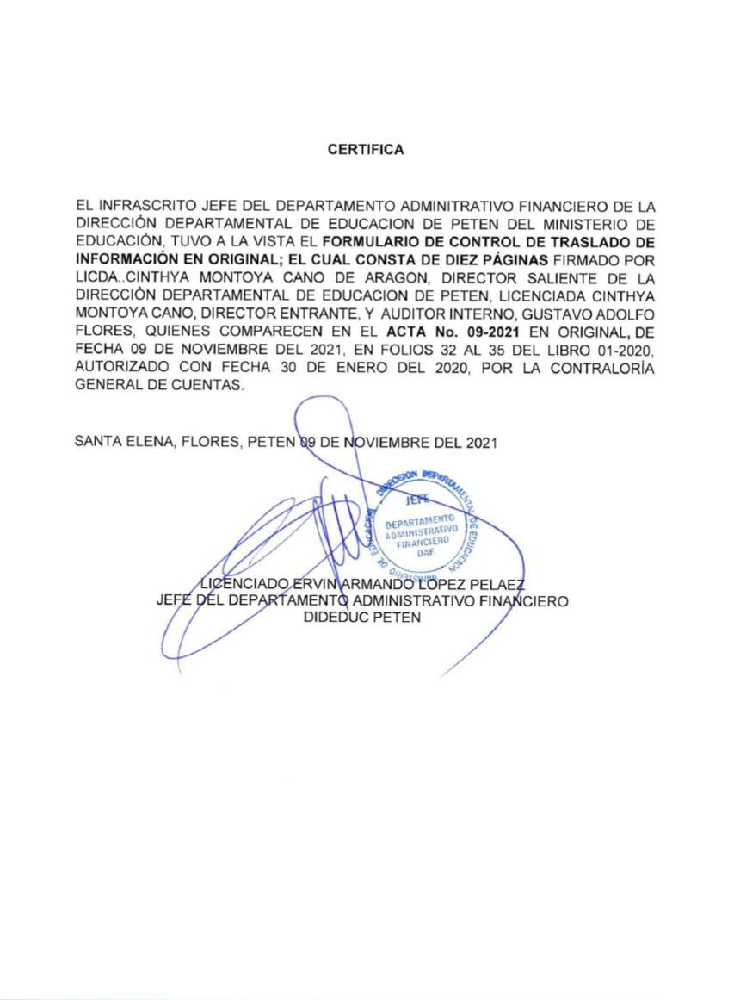 CERTIFICA
EL INFRASCRITO JEFE DEL DEPARTAMENTO ADMINITRATIVO FINANCIERO DE LA
DIRECCIÓN DEPARTAMENTAL DE EDUCACION DE PETEN DEL MINISTERIO DE
EDUCACIÓN, TUVO A LA VISTA EL FORMULARIO DE CONTROL DE TRASLADO DE
INFORMACIÓN EN ORIGINAL; EL CUAL CONSTA DE DIEZ PÁGINAS FIRMADO POR
LICDA..CINTHYA MONTOYA CANO DE ARAGON, DIRECTOR SALIENTE DE LA
DIRECCIÒN DEPARTAMENTAL DE EDUCACION DE PETEN, LICENCIADA CINTHYA
MONTOYA CANO, DIRECTOR ENTRANTE, Y AUDITOR INTERNO, GUSTAVO ADOLFO
FLORES, QUIENES COMPARECEN EN EL ACTA No. 09-2021 EN ORIGINAL, DE
FECHA 09 DE NOVIEMBRE DEL 2021, EN FOLIOS 32 AL 35 DEL LIBRO 01-2020,
AUTORIZADO CON FECHA 30 DE ENERO DEL 2020, POR LA CONTRALORÍA
GENERAL DE CUENTAS.
SANTA ELENA, FLORES, PETEN 09 DE NOVIEMBRE DEL 2021
DIRECCION DEPARTAMENTAL DE EDUCACION
MINISTERIO DE EDUCACION
JEFE
DEPARTAMENTO
ADMINISTRATIVO
FINANCIERO
DAF.
LICENCIADO ERVIN ARMANDO LOPEZ PELAEZ
JEFE DEL DEPARTAMENTO ADMINISTRATIVO FINANCIERO
DIDEDUC PETEN